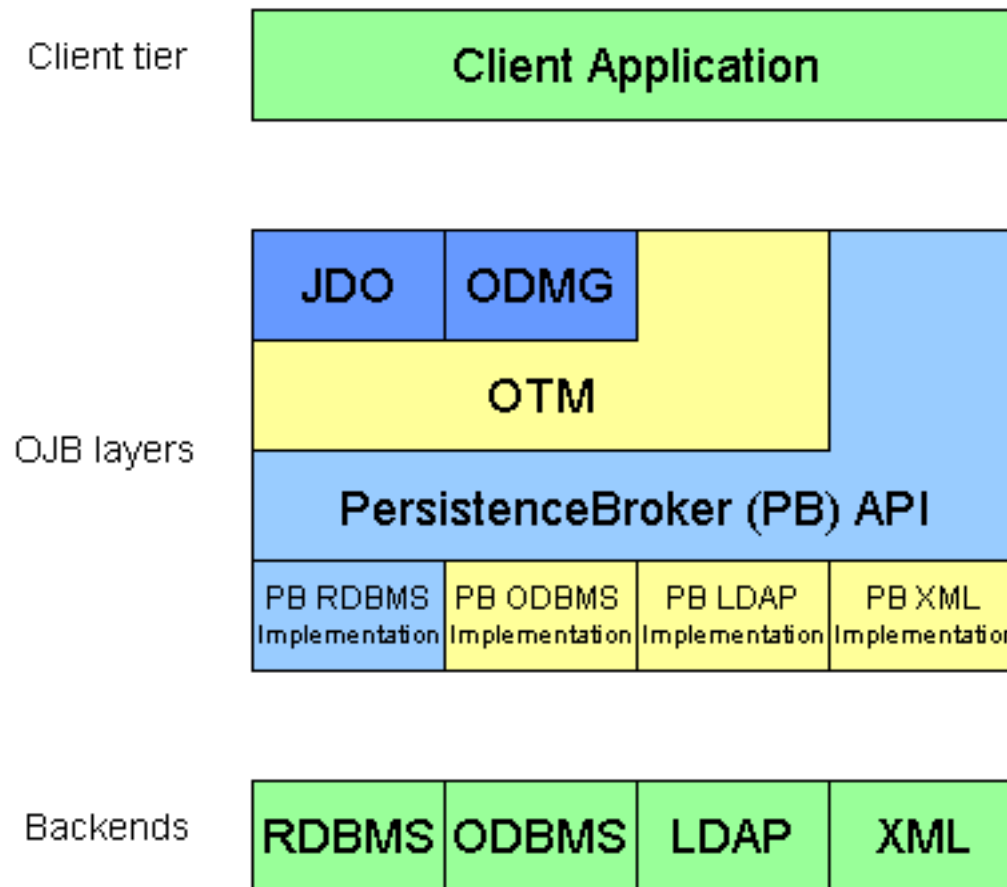 Client tier
Client Application
JDO
ODMG
OTM
OJB layers
PersistenceBroker (PB) API
PB RDBMS
Implementation
PB ODBMS
Implementation
PB LDAP
Implementation
PB XML
Implementation
Backends
RDBMS
ODBMS
LDAP
XML